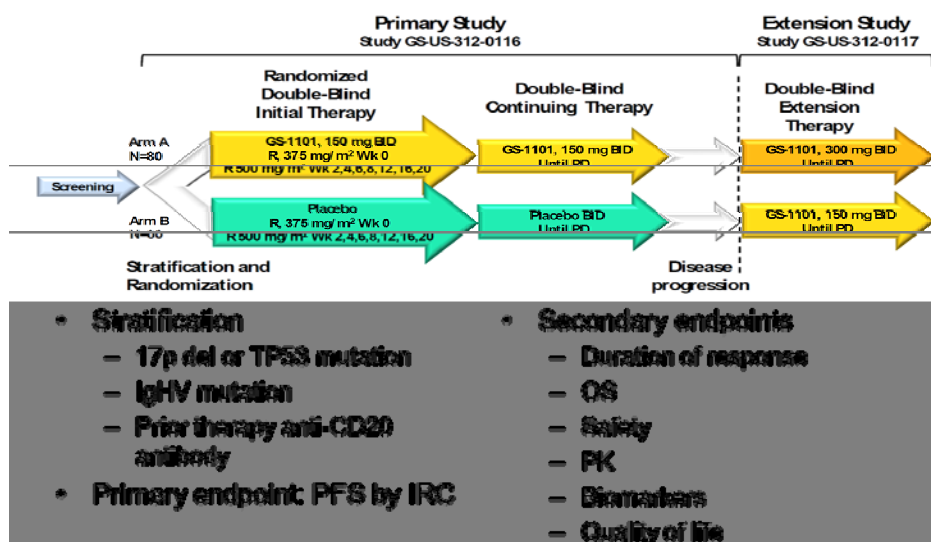 Primary Study
Study GS-US-312-0116
Extension Study
Study GS-US-312-0117
Randomized
Double-Blind
Initial Therapy
Double-Blind
Continuing Therapy
Double-Blind
Extension
Therapy
Screening
Arm A
N=80
GS-1101, 150 mg BID
R, 375 mg/m² Wk 0
R 500 mg/m² Wk 2,4,6,8,12,16,20
GS-1101, 150 mg BID
Until PD
GS-1101, 300 mg BID
Until PD
Arm B
Placebo
R, 375 mg/m² Wk 0
R 500 mg/m² Wk 2,4,6,8,12,16,20
Placebo BID
Until PD
GS-1101, 150 mg BID
Until PD
Stratification and
Randomization
Disease
progression
• Stratification
– 17p del or TP53 mutation
– IgHV mutation
– Prior therapy anti-CD20
antibody
• Primary endpoint: PFS by IRC
• Secondary endpoints
– Duration of response
– OS
– Safety
– PK
– Biomarkers
– Quality of life